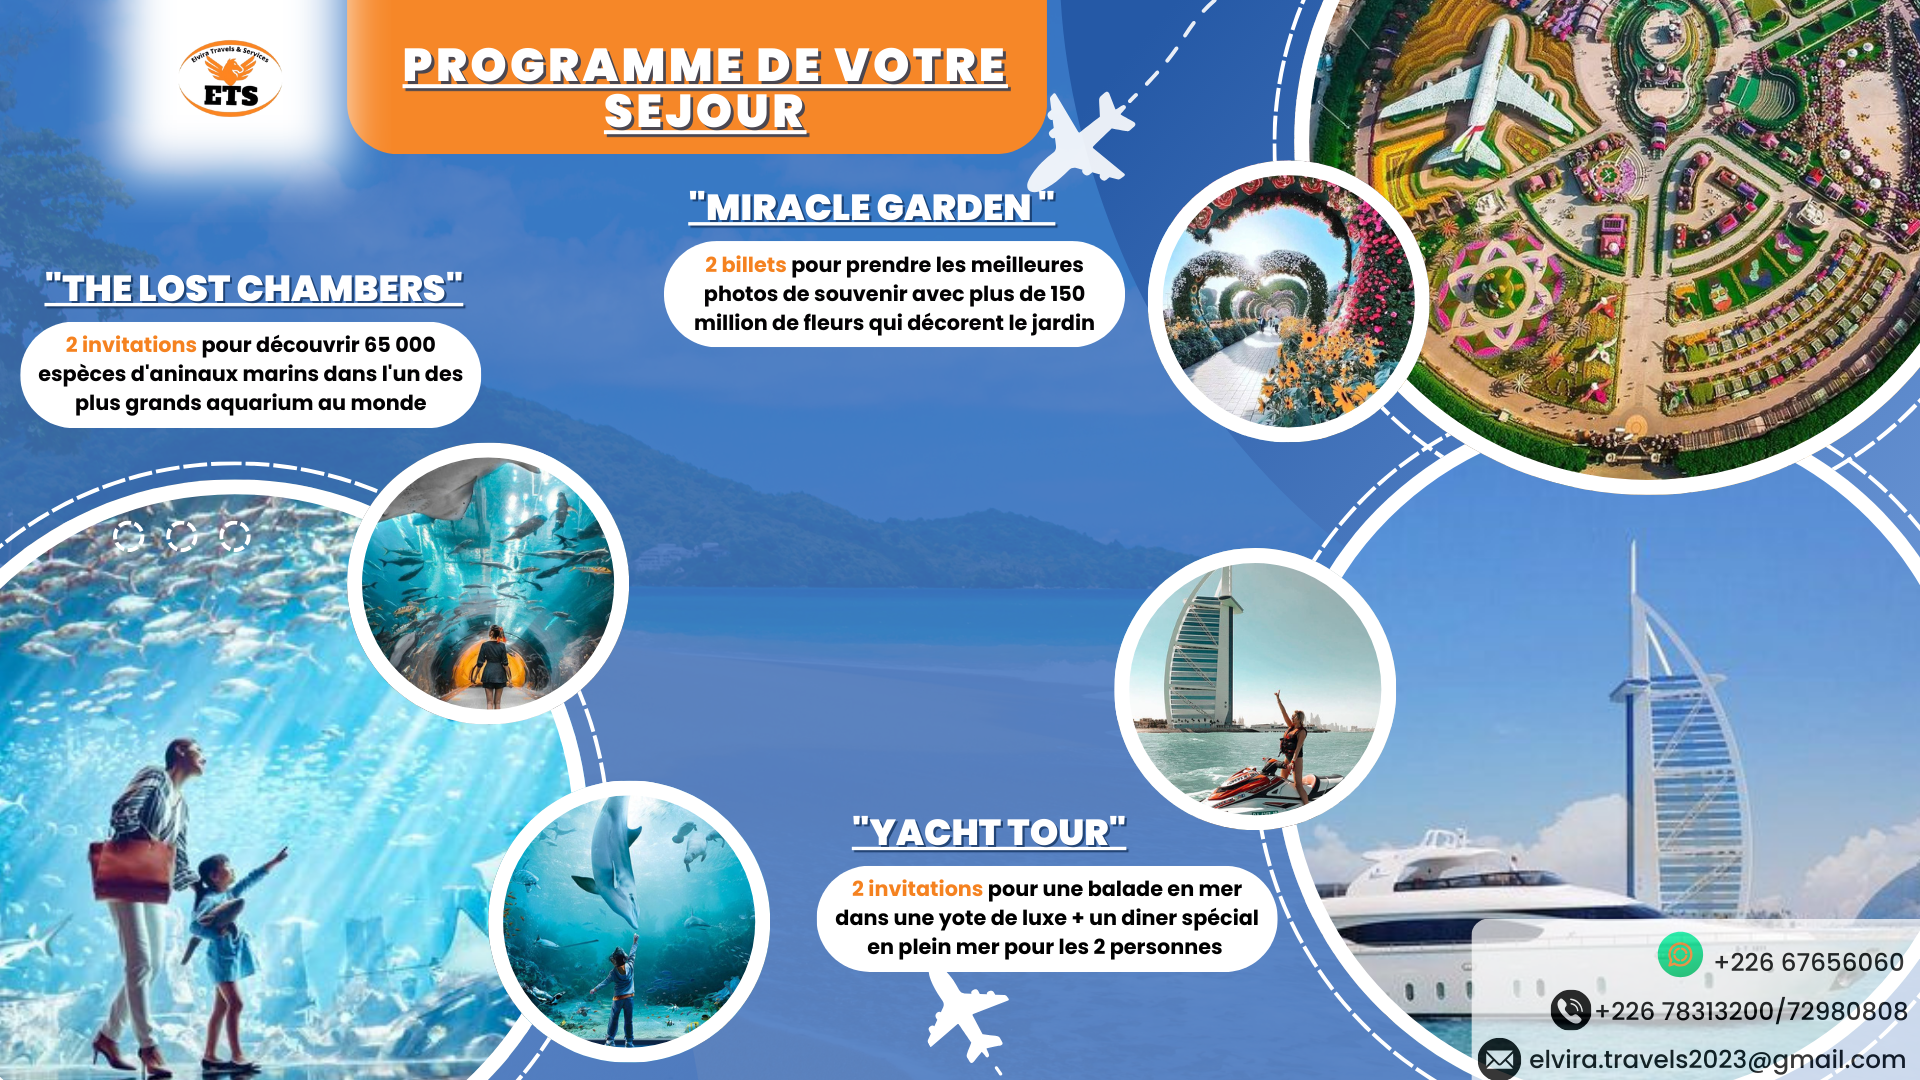 Elvira Travels & Services
ETS
PROGRAMME DE VOTRE
SEJOUR
"MIRACLE GARDEN "
2 billets pour prendre les meilleures
photos de souvenir avec plus de 150
million de fleurs qui décorent le jardin
"THE LOST CHAMBERS"
2 invitations pour découvrir 65 000
espèces d'aninaux marins dans l'un des
plus grands aquarium au monde
"YACHT TOUR"
2 invitations pour une balade en mer
dans une yote de luxe + un diner spécial
en plein mer pour les 2 personnes
+226 67656060
+226 78313200/72980808
elvira.travels2023@gmail.com